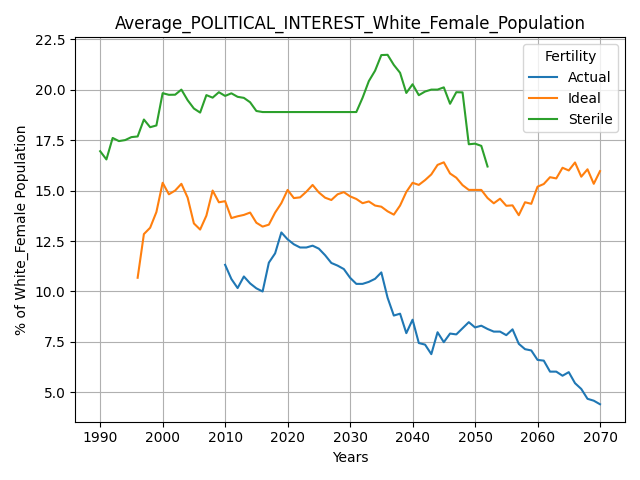 Average_POLITICAL_INTEREST_White_Female_Population
% of White_Female Population
22.5
20.0
17.5
15.0
12.5
10.0
7.5
5.0
Fertility
Actual
Ideal
Sterile
1990 2000 2010 2020 2030 2040 2050 2060 2070
Years